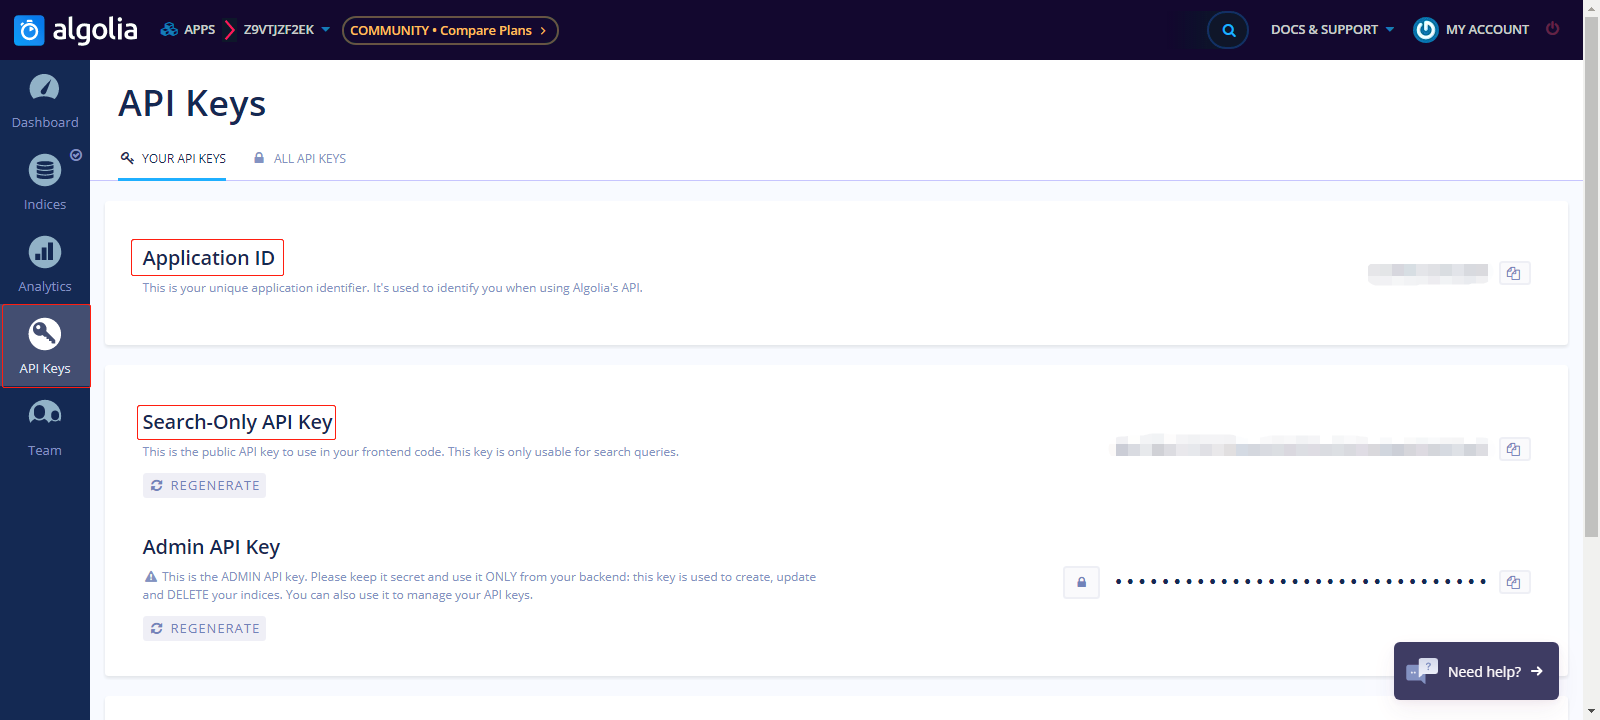 algolia
APPS
Z9VTJZF2EK
COMMUNITY • Compare Plans
DOCS & SUPPORT
MY ACCOUNT
Dashboard
Indices
Analytics
API Keys
Team
API Keys
YOUR API KEYS
ALL API KEYS
Application ID
This is your unique application identifier. It's used to identify you when using Algolia's API.
Search-Only API Key
This is the public API key to use in your frontend code. This key is only usable for search queries.
REGENERATE
Admin API Key
This is the ADMIN API key. Please keep it secret and use it ONLY from your backend: this key is used to create, update
and DELETE your indices. You can also use it to manage your API keys.
REGENERATE
Need help?